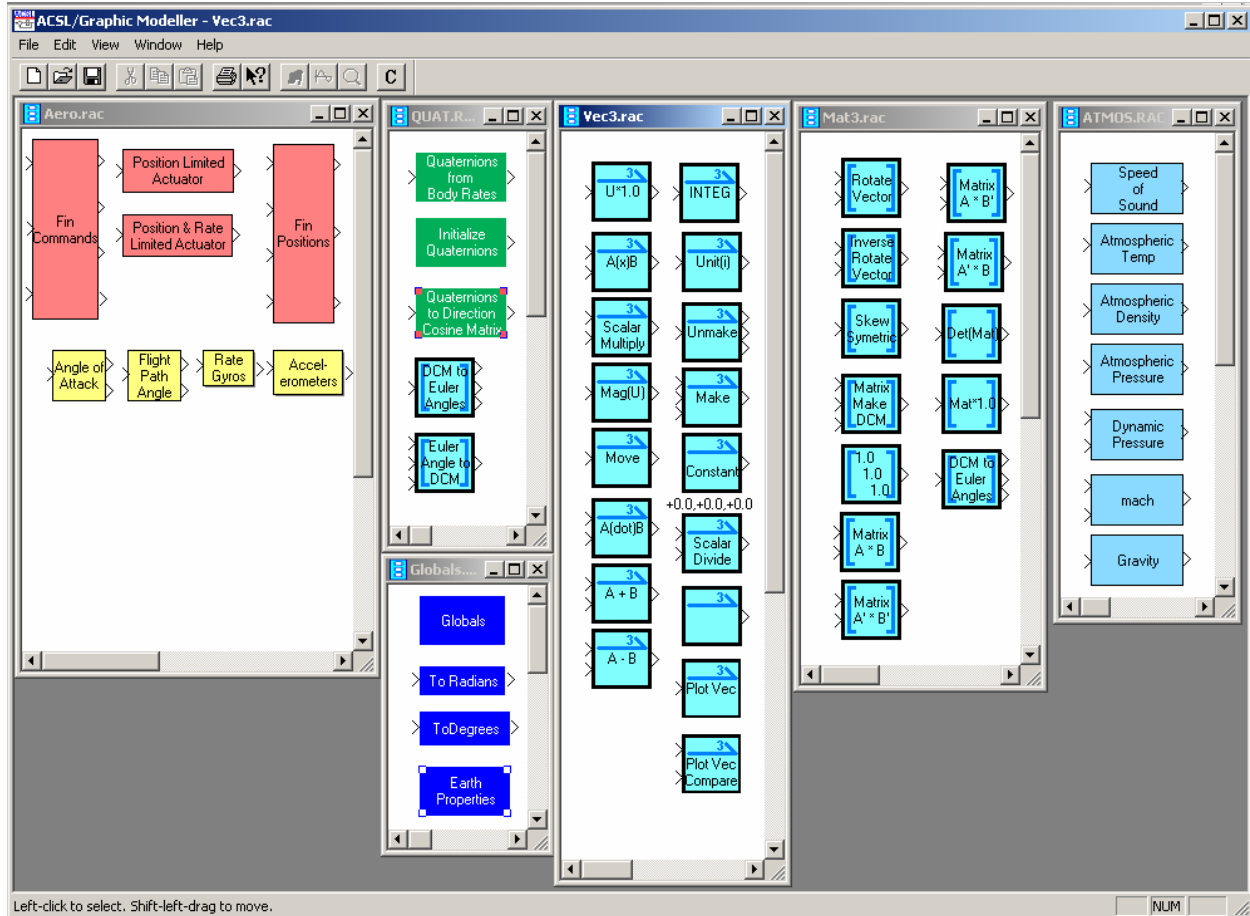 ACSL/Graphic Modeller - Vec3.rac
File Edit View Window Help
C
Aero.rac
Fin
Commands
Position Limited
Actuator
Position & Rate
Limited Actuator
Fin
Positions
Angle of
Attack
Flight
Path
Angle
Rate
Gyros
Accel-
erometers
QUAT.R...
Quaternions
from
Body Rates
Initialize
Quaternions
Quaternions
to Direction
Cosine Matrix
DCM to
Euler
Angles
Euler
Angle to
DCM
Globals....
Globals
To Radians
ToDegrees
Earth
Properties
Vec3.rac
3
U*1.0
3
A(x)B
3
Scalar
Multiply
3
Mag(U)
3
Move
3
A(dot)B
3
A + B
3
A - B
3
INTEG
3
Unit(i)
3
Unmake
3
Make
3
Constant
+0.0,+0.0,+0.0
3
Scalar
Divide
3
3
Plot Vec
3
Plot Vec
Compare
Mat3.rac
Rotate
Vector
Inverse
Rotate
Vector
Skew
Symetric
Matrix
Make
DCM
1.0
1.0
1.0
Matrix
A * B
Matrix
A' * B'
Matrix
A * B'
Matrix
A' * B
Det(Mat)
Mat*1.0
DCM to
Euler
Angles
ATMOS.RAC
Speed
of
Sound
Atmospheric
Temp
Atmospheric
Density
Atmospheric
Pressure
Dynamic
Pressure
mach
Gravity
Left-click to select. Shift-left-drag to move.
NUM